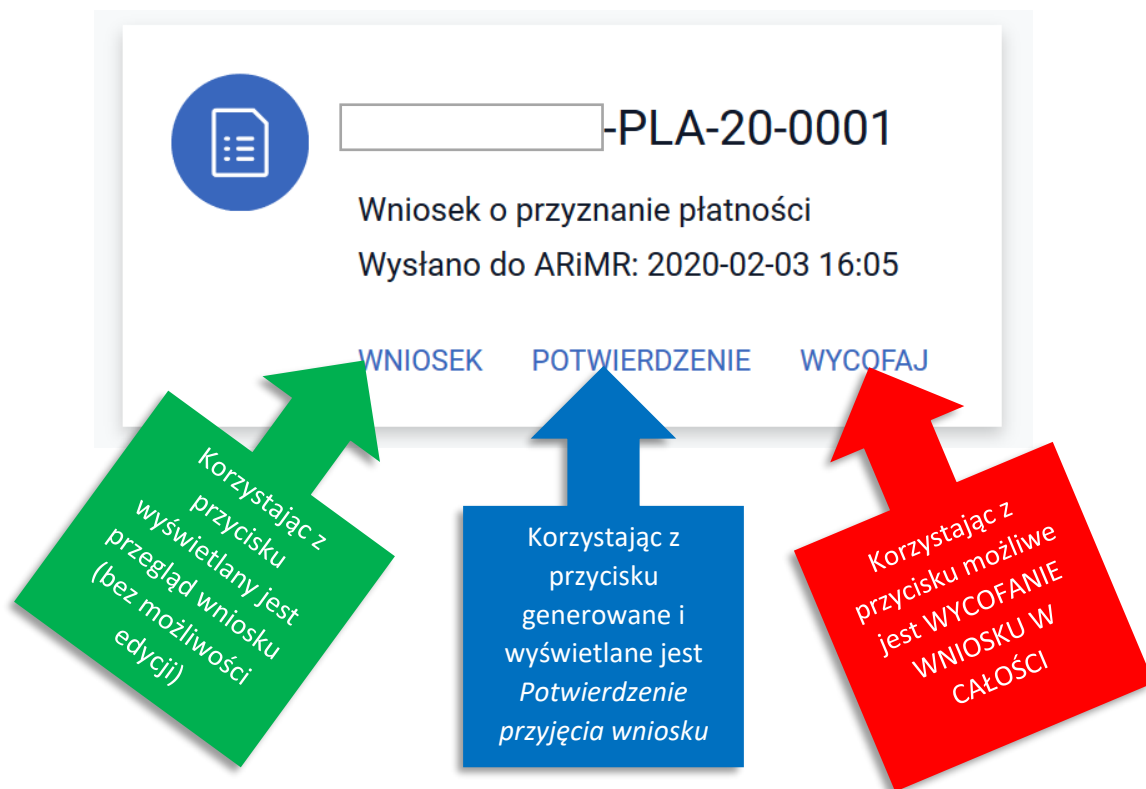 -PLA-20-0001
Wniosek o przyznanie płatności
Wysłano do ARiMR: 2020-02-03 16:05
WNIOSEK POTWIERDZENIE WYCOFAJ
Korzystając z
przycisku
wyświetlany jest
przegląd wniosku
(bez możliwości
edycji)
Korzystając z
przycisku
generowane i
wyświetlane jest
Potwierdzenie
przyjęcia wniosku
Korzystając z
przycisku możliwe
jest WYCOFANIE
WNIOSKU W
CAŁOŚCI